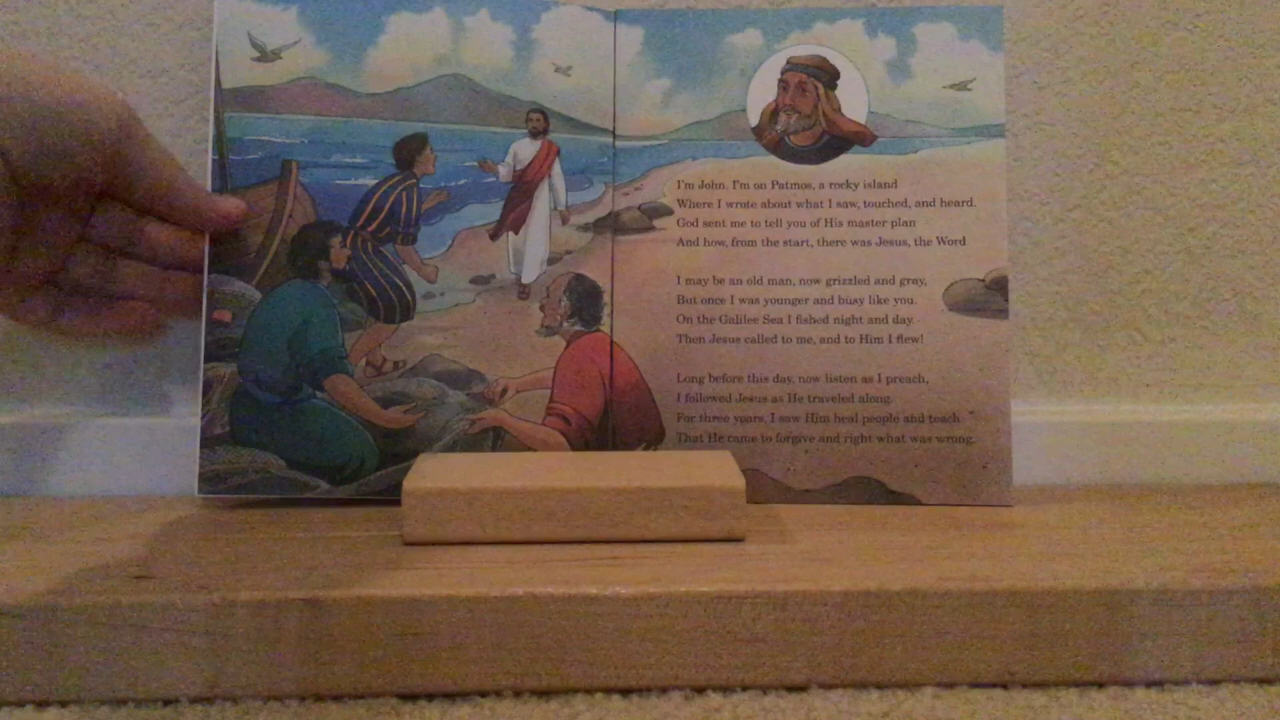 I'm John. I'm on Patmos, a rocky island
Where I wrote about what I saw, touched, and heard.
God sent me to tell you of His master plan
And how, from the start, there was Jesus, the Word
I may be an old man, now grizzled and gray,
But once I was younger and busy like you.
On the Galilee Sea I fished night and day.
Then Jesus called to me, and to Him I flew!
Long before this day, now listen as I preach,
I followed Jesus as He traveled along.
For three years, I saw Him heal people and teach
That He came to forgive and right what was wrong.